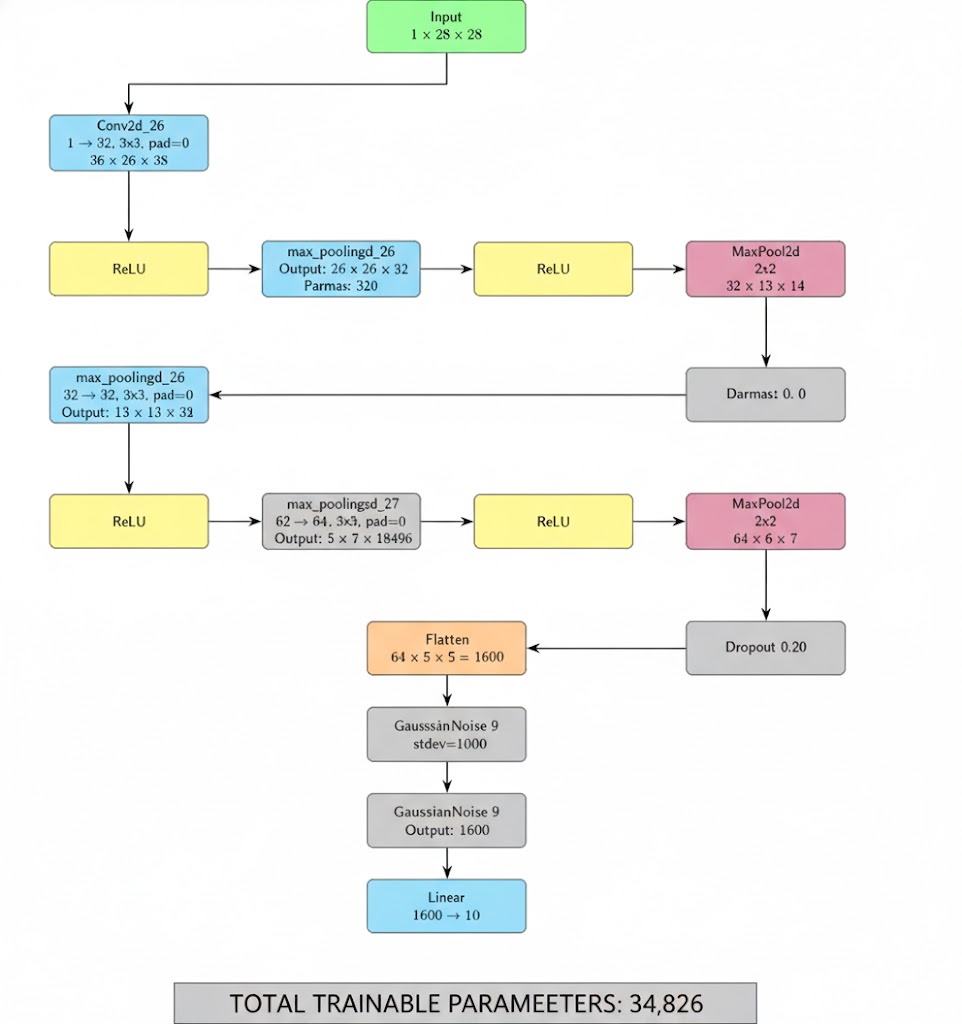 Input
1 × 28 × 28
Conv2d_26
1 → 32, 3x3, pad=0
36 × 26 × 38
ReLU
max_poolingd_26
Output: 26 × 26 × 32
Parmas: 320
ReLU
MaxPool2d
2x2
32 × 13 × 14
max_poolingd_26
32 → 32, 3x3, pad=0
Output: 13 × 13 × 32
Darmas: 0. 0
ReLU
max_poolingsd_27
62 → 64, 3x3, pad=0
Output: 5 × 7 × 18496
ReLU
MaxPool2d
2x2
64 × 6 × 7
Flatten
64 × 5 × 5 = 1600
Dropout 0.20
GausssånNoise 9
stdev=1000
GaussianNoise 9
Output: 1600
Linear
1600 → 10
TOTAL TRAINABLE PARAMEETERS: 34,826